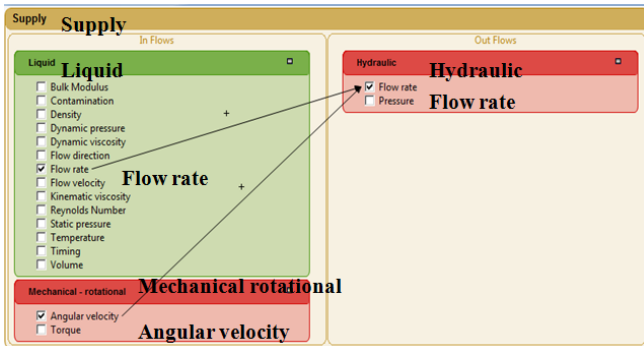 Supply Supply
In Flows Out Flows
Liquid
Liquid
Bulk Modulus
Contamination
Density
Dynamic pressure
Dynamic viscosity
Flow direction
Flow rate
Flow rate
Flow velocity
Kinematic viscosity
Reynolds Number
Static pressure
Temperature
Timing
Volume
Mechanical - rotational
Mechanical rotational
Angular velocity
Torque
Angular velocity
Hydraulic
Hydraulic
Flow rate
Pressure
Flow rate